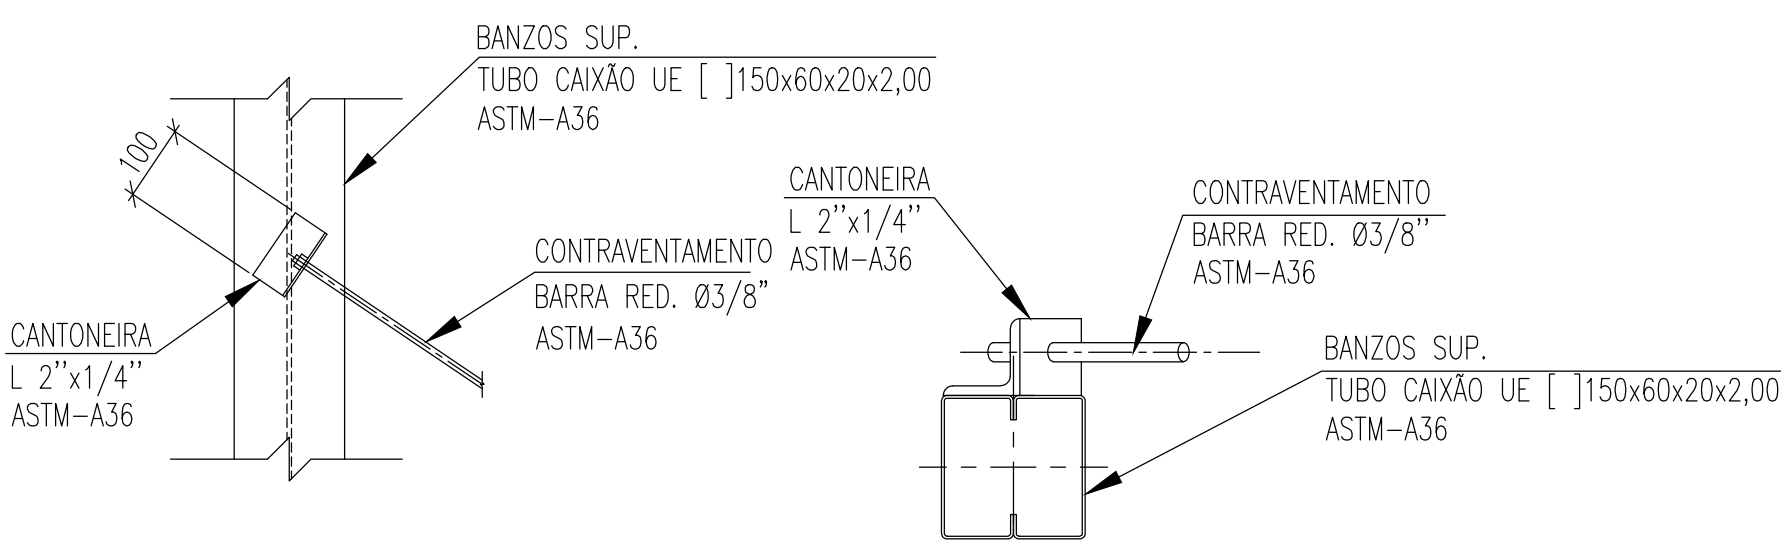 BANZOS SUP.
TUBO CAIXÃO UE [ ]150x60x20x2,00
ASTM-A36
100
CONTRAVENTAMENTO
BARRA RED. Ø3/8"
ASTM-A36
CANTONEIRA
L 2’’x1/4’’
ASTM-A36
CANTONEIRA
L 2’’x1/4’’
ASTM-A36
CONTRAVENTAMENTO
BARRA RED. Ø3/8’’
ASTM-A36
BANZOS SUP.
TUBO CAIXÃO UE [ ]150x60x20x2,00
ASTM-A36